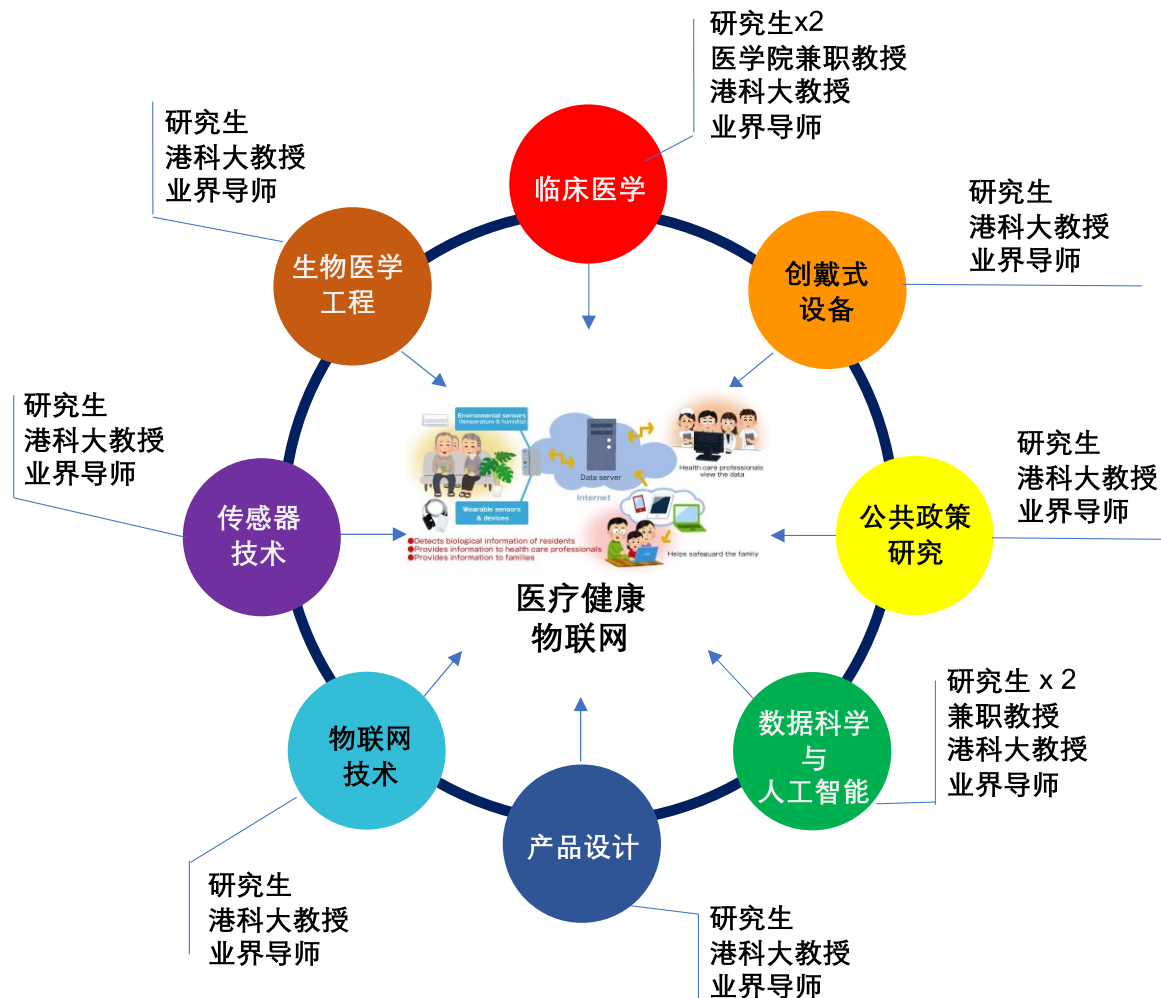 研究生x2
医学院兼职教授
港科大教授
业界导师
临床医学
研究生
港科大教授
业界导师
生物医学
工程
研究生
港科大教授
业界导师
创戴式
设备
研究生
港科大教授
业界导师
传感器
技术
研究生
港科大教授
业界导师
公共政策
研究
Environmental sensors
(temperature & humidity)
Data server
Internet
Wearable sensors
& devices
Health care professionals
view the data
Helps safeguard the family
●Detects biological information of residents
●Provides information to health care professionals
●Provides information to families
医疗健康
物联网
物联网
技术
研究生
港科大教授
业界导师
产品设计
研究生
港科大教授
业界导师
数据科学
与
人工智能
研究生 x 2
兼职教授
港科大教授
业界导师